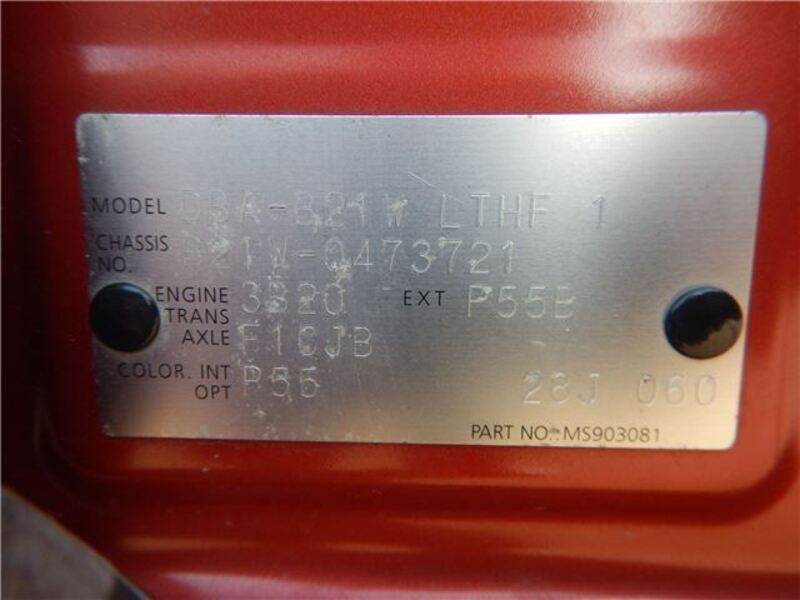 MODEL DBA-B21W LTHF 1
CHASSIS NO. B21W-0473721
ENGINE 3B20 EXT P55B
TRANS AXLE F1CJB
COLOR. INT OPT P56 28J 060
PART NO.: MS903081